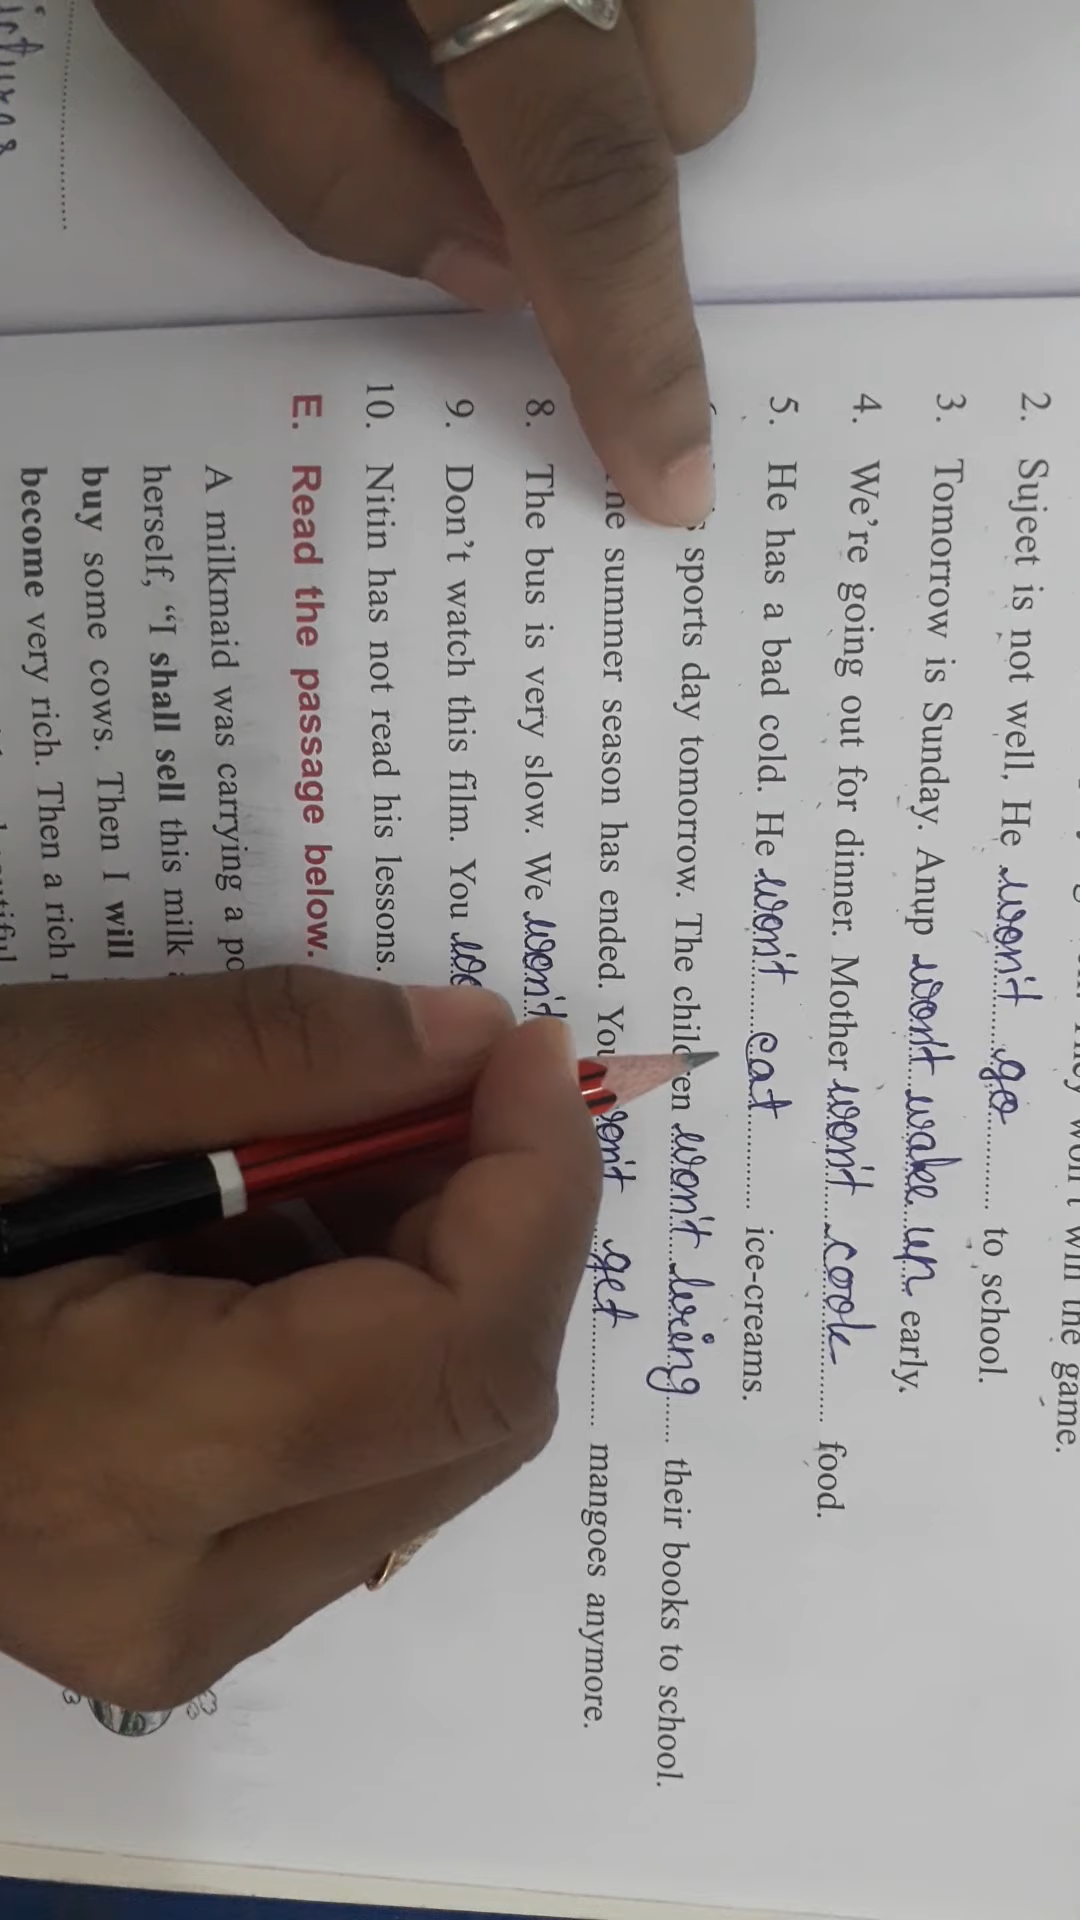 won't win the game.
2. Sujeet is not well. He won't go to school.
3. Tomorrow is Sunday. Anup won't wake up early.
4. We're going out for dinner. Mother won't cook food.
5. He has a bad cold. He won't eat ice-creams.
sports day tomorrow. The children won't bring their books to school.
summer season has ended. You won't get mangoes anymore.
8. The bus is very slow. We won't
9. Don't watch this film. You
10. Nitin has not read his lessons.
E. Read the passage below.
A milkmaid was carrying a
herself, “I shall sell this milk
buy some cows. Then I will
become very rich. Then a rich